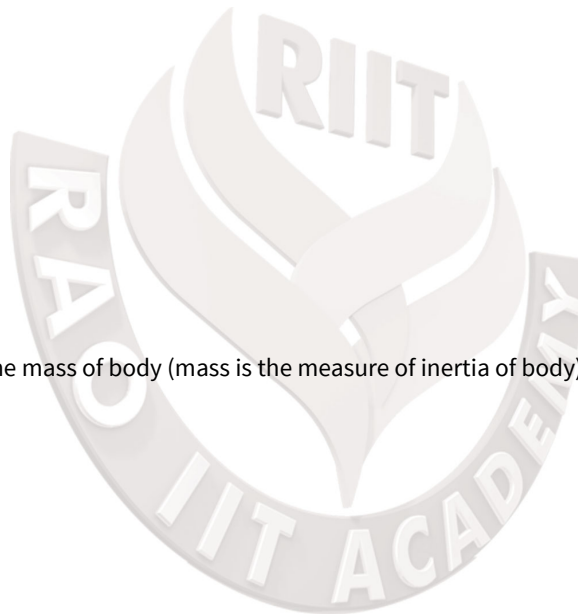 RIIT
RAO IIT ACADEMY
he mass of body (mass is the measure of inertia of body)